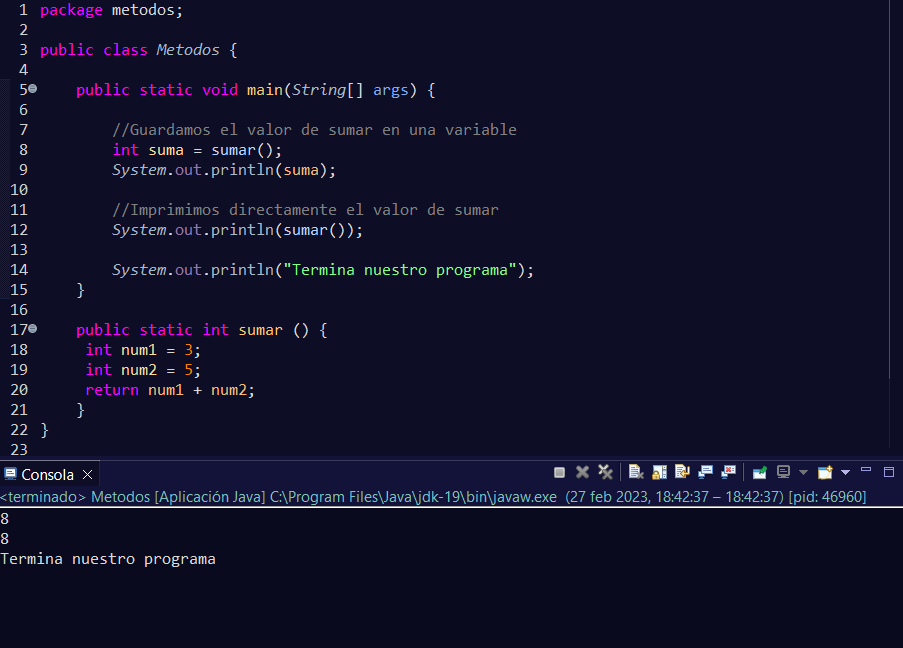 1 package metodos;
2
3 public class Metodos {
4
5 public static void main(String[] args) {
6
7 //Guardamos el valor de sumar en una variable
8 int suma = sumar();
9 System.out.println(suma);
10
11 //Imprimimos directamente el valor de sumar
12 System.out.println(sumar());
13
14 System.out.println("Termina nuestro programa");
15 }
16
17 public static int sumar () {
18 int num1 = 3;
19 int num2 = 5;
20 return num1 + num2;
21 }
22 }
23
Consola
<terminado> Metodos [Aplicación Java] C:\Program Files\Java\jdk-19\bin\javaw.exe (27 feb 2023, 18:42:37 – 18:42:37) [pid: 46960]
8
8
Termina nuestro programa